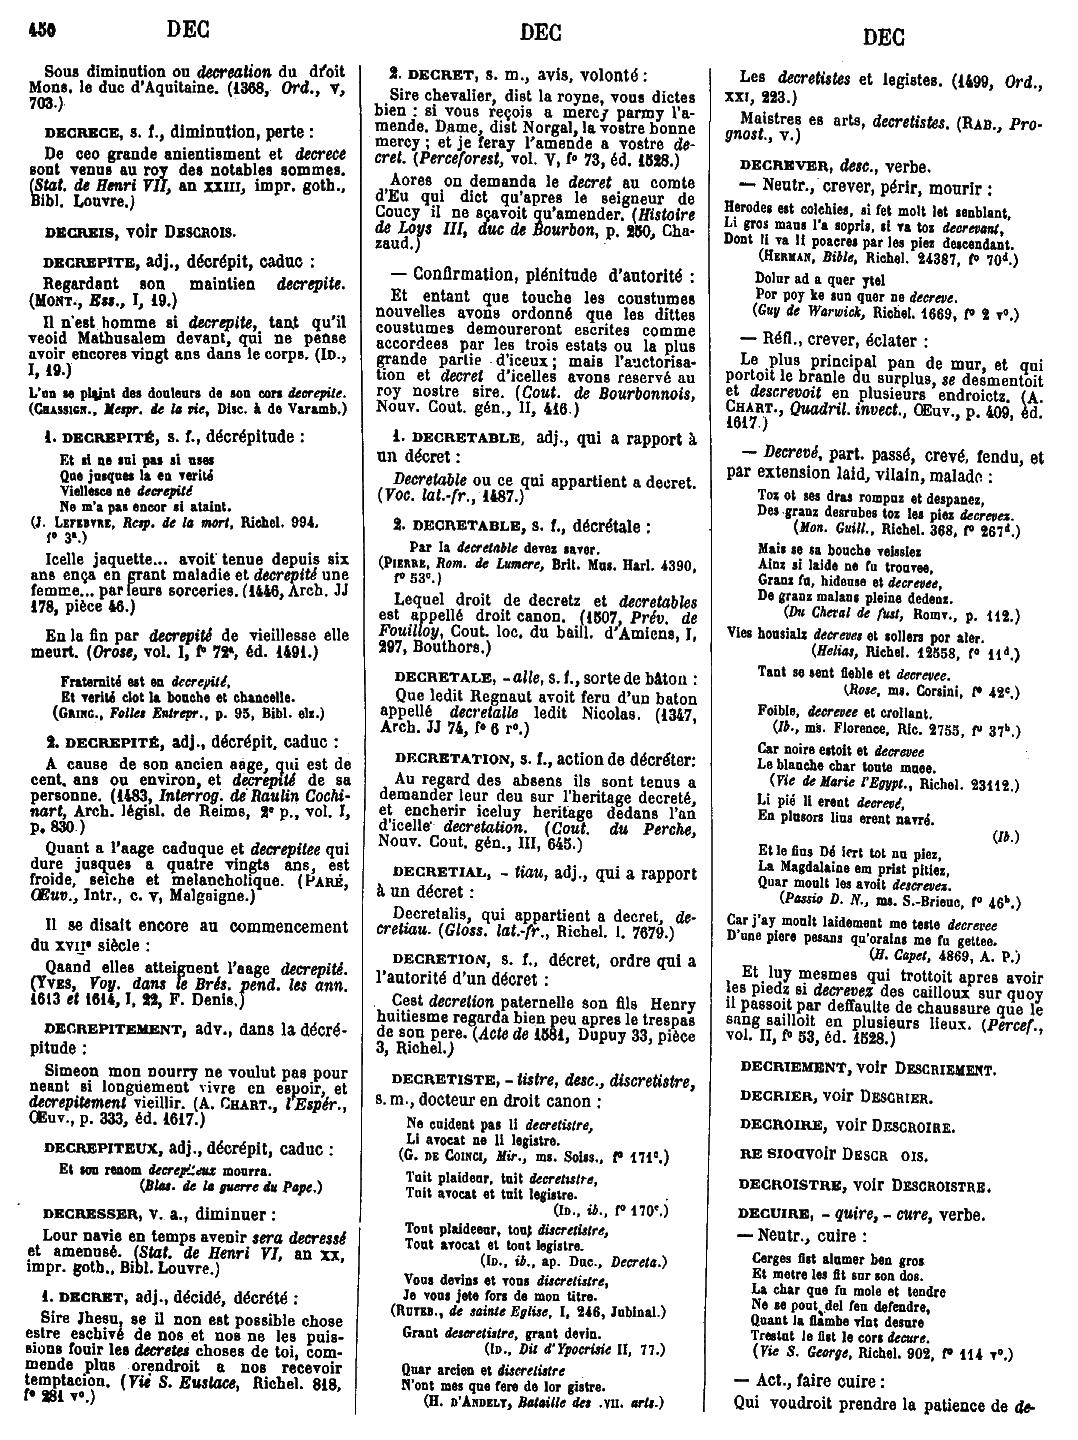 450 DEC
Sous diminution ou decreation du droit
Mons. le duc d'Aquitaine. (1368, Ord., V,
703.)
DECRECE, s. f., diminution, perte :
De ceo grande anientisment et decrece
sont venus au roy des notables sommes.
(Stat. de Henri VII, an XXIII, impr. goth.,
Bibl. Louvre.)
DECREIS, voir DESCROIS.
DECREPITE, adj., décrépit, caduc :
Regardant son maintien decrepite.
(MONT., Ess., I, 19.)
Il n'est homme si decrepite, tant qu'il
veoid Mathusalem devant, qui ne pense
avoir encores vingt ans dans le corps. (ID.,
I, 19.)
L'on se plaint des douleurs de son cors decrepite.
(CHASSIGN., Mespr. de la vie, Disc. à de Varamb.)
1. DECREPITÉ, s. f., décrépitude :
Et si ne sui pas si uses
Que jusques la en verité
Viellesce ne decrepité
Ne m'a pas encor si ataint.
(J. LEFEBVRE, Resp. de la mort, Richel. 994,
f° 3ª.)
Icelle jaquette... avoit tenue depuis six
ans ença en grant maladie et decrepité une
femme... par leurs sorceries. (1446, Arch. JJ
178, pièce 46.)
En la fin par decrepité de vieillesse elle
meurt. (Orose, vol. I, f° 72ª, éd. 1491.)
Fraternité est en decrepité,
Et verité clot la bouche et chancelle.
(GRING., Folles Entrepr., p. 95, Bibl. elz.)
2. DECREPITÉ, adj., décrépit, caduc :
A cause de son ancien aage, qui est de
cent ans ou environ, et decrepité de sa
personne. (1483, Interrog. de Raulin Cochi-
nart, Arch. législ. de Reims, 2e p., vol. I,
p. 830.)
Quant a l'aage caduque et decrepitee qui
dure jusques a quatre vingts ans, est
froide, seiche et melancholique. (PARÉ,
Œuv., Intr., c. V, Malgaigne.)
Il se disait encore au commencement
du XVIIe siècle :
Quand elles atteignent l'aage decrepité.
(YVES, Voy. dans le Brés. pend. les ann.
1613 et 1614, I, 22, F. Denis.)
DECREPITEMENT, adv., dans la décré-
pitude :
Simeon mon nourry ne voulut pas pour
neant si longuement vivre en espoir, et
decrepitement vieillir. (A. CHART., l'Espér.,
Œuv., p. 333, éd. 1617.)
DECREPITEUX, adj., décrépit, caduc :
Et son renom decrepiteux mourra.
(Blas. de la guerre du Pape.)
DECRESSER, v. a., diminuer :
Lour navie en temps avenir sera decressé
et amenusé. (Stat. de Henri VI, an XX,
impr. goth., Bibl. Louvre.)
1. DECRET, adj., décidé, décrété :
Sire Jhesu, se il non est possible chose
estre eschivé de nos et nos ne les puis-
sions fouir les decretes choses de toi, com-
mende plus orendroit a nos recevoir
temptacion. (Vie S. Eustace, Richel. 818,
f° 281 v°.)
DEC
2. DECRET, s. m., avis, volonté :
Sire chevalier, dist la royne, vous dictes
bien : si vous reçois a mercy parmy l'a-
mende. Dame, dist Norgal, la vostre bonne
mercy ; et je feray l'amende a vostre de-
cret. (Perceforest, vol. V, f° 73, éd. 1528.)
Aores on demanda le decret au comte
d'Eu qui dict qu'apres le seigneur de
Coucy il ne sçavoit qu'amender. (Histoire
de Loys III, duc de Bourbon, p. 250, Cha-
zaud.)
— Confirmation, plénitude d'autorité :
Et entant que touche les coustumes
nouvelles avons ordonné que les dittes
coustumes demoureront escrites comme
accordees par les trois estats ou la plus
grande partie d'iceux ; mais l'auctorisa-
tion et decret d'icelles avons reservé au
roy nostre sire. (Cout. de Bourbonnois,
Nouv. Cout. gén., II, 416.)
1. DECRETABLE, adj., qui a rapport à
un décret :
Decretable ou ce qui appartient a decret.
(Voc. lat.-fr., 1487.)
2. DECRETABLE, s. f., décrétale :
Par la decretable devez saver.
(PIERRE, Rom. de Lumere, Brit. Mus. Harl. 4390,
f° 53c.)
Lequel droit de decretz et decretables
est appellé droit canon. (1507, Prév. de
Fouilloy, Cout. loc. du baill. d'Amiens, I,
297, Bouthors.)
DECRETALE, -alle, s. f., sorte de bâton :
Que ledit Regnaut avoit feru d'un baton
appellé decretalle ledit Nicolas. (1347,
Arch. JJ 74, f° 6 r°.)
DECRETATION, s. f., action de décréter:
Au regard des absens ils sont tenus a
demander leur deu sur l'heritage decreté,
et encherir iceluy heritage dedans l'an
d'icelle decretation. (Cout. du Perche,
Nouv. Cout. gén., III, 645.)
DECRETIAL, - tiau, adj., qui a rapport
à un décret :
Decretalis, qui appartient a decret, de-
cretiau. (Gloss. lat.-fr., Richel. l. 7679.)
DECRETION, s. f., décret, ordre qui a
l'autorité d'un décret :
Cest decretion paternelle son fils Henry
huitiesme regarda bien peu apres le trespas
de son pere. (Acte de 1581, Dupuy 33, pièce
3, Richel.)
DECRETISTE, - tistre, desc., discretistre,
s. m., docteur en droit canon :
Ne cuident pas li decretistre,
Li avocat ne li legistre.
(G. DE COINCI, Mir., ms. Soiss., f° 171c.)
Tuit plaideur, tuit decretistre,
Tuit avocat et tuit legistre.
(ID., ib., f° 170c.)
Tout plaideeur, tout discretistre,
Tout avocat et tout legistre.
(ID., ib., ap. Duc., Decreta.)
Vous devins et vous discretistre,
Je vous jete fors de mon titre.
(RUTEB., de sainte Eglise, I, 246, Jubinal.)
Grant descretistre, grant devin.
(ID., Dit d'Ypocrisie II, 77.)
Quar arcien et discretistre
N'ont mes que fere de lor gistre.
(H. D'ANDELY, Bataille des .VII. arts.)
DEC
Les decretistes et legistes. (1499, Ord.,
XXI, 223.)
Maistres es arts, decretistes. (RAB., Pro-
gnost., V.)
DECREVER, desc., verbe.
— Neutr., crever, périr, mourir :
Herodes est colchies, si fet molt let senblant,
Li gros maus l'a sopris, si va toz decrevant,
Dont li va li poacres par les piez descendant.
(HERMAN, Bible, Richel. 24387, f° 70d.)
Dolur ad a quer ytel
Por poy ke sun quer ne decreve.
(Guy de Warwick, Richel. 1669, f° 2 v°.)
— Réfl., crever, éclater :
Le plus principal pan de mur, et qui
portoit le branle du surplus, se desmentoit
et descrevoit en plusieurs endroictz. (A.
CHART., Quadril. invect., Œuv., p. 409, éd.
1617.)
— Decrevé, part. passé, crevé, fendu, et
par extension laid, vilain, malade :
Toz ot ses dras rompuz et despanez,
Des granz desrubes toz les piez decrevez.
(Mon. Guill., Richel. 368, f° 267d.)
Mais se sa bouche veissiez
Ainz si laide ne fu trouvee,
Granz fu, hideuse et decrevee,
De granz malans pleine dedenz.
(Du Cheval de fust, Romv., p. 112.)
Vies housialz decreves et sollers por aler.
(Helias, Richel. 12558, f° 11d.)
Tant se sent fieble et decrevee.
(Rose, ms. Corsini, f° 42c.)
Foible, decrevee et crollant.
(Ib., ms. Florence, Ric. 2755, f° 37b.)
Car noire estoit et decrevee
Le blanche char toute muee.
(Vie de Marie l'Egypt., Richel. 23112.)
Li pié li erent decrevé,
En plusors lius erent navré.
(Ib.)
Et le fius Dé iert tot nu piez,
La Magdalaine em prist pitiez,
Quar moult les avoit descrevez.
(Passio D. N., ms. S.-Brieuc, f° 46b.)
Car j'ay moult laidement me teste decrevee
D'une piere pesans qu'orains me fu gettee.
(H. Capet, 4869, A. P.)
Et luy mesmes qui trottoit apres avoir
les piedz si decrevez des cailloux sur quoy
il passoit par deffaulte de chaussure que le
sang sailloit en plusieurs lieux. (Percef.,
vol. II, f° 53, éd. 1528.)
DECRIEMENT, voir DESCRIEMENT.
DECRIER, voir DESCRIER.
DECROIRE, voir DESCROIRE.
RE SIOAVoir DESCR OIS.
DECROISTRE, voir DESCROISTRE.
DECUIRE, - quire, - cure, verbe.
— Neutr., cuire :
Cerges fist alumer ben gros
Et metre les fit sur son dos.
La char que fu mole et tendre
Ne se pout del feu defendre,
Quant la flambe vint desure
Trestut le fist le cors decure.
(Vie S. George, Richel. 902, f° 114 v°.)
— Act., faire cuire :
Qui voudroit prendre la patience de de-